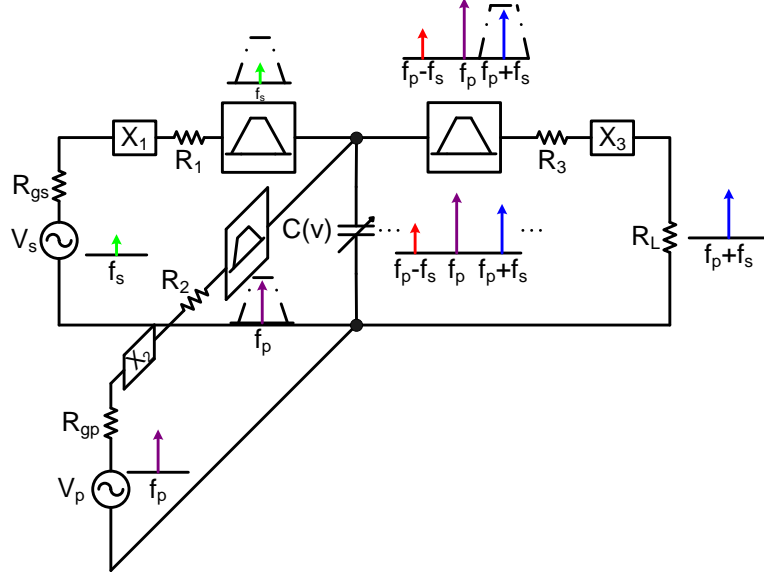 f_s
f_p-f_s f_p f_p+f_s
X_1
R_1
R_3
X_3
R_gs
V_s
f_s
C(v)
f_p-f_s f_p f_p+f_s
R_L
f_p+f_s
R_2
f_p
X_2
R_gp
V_p
f_p